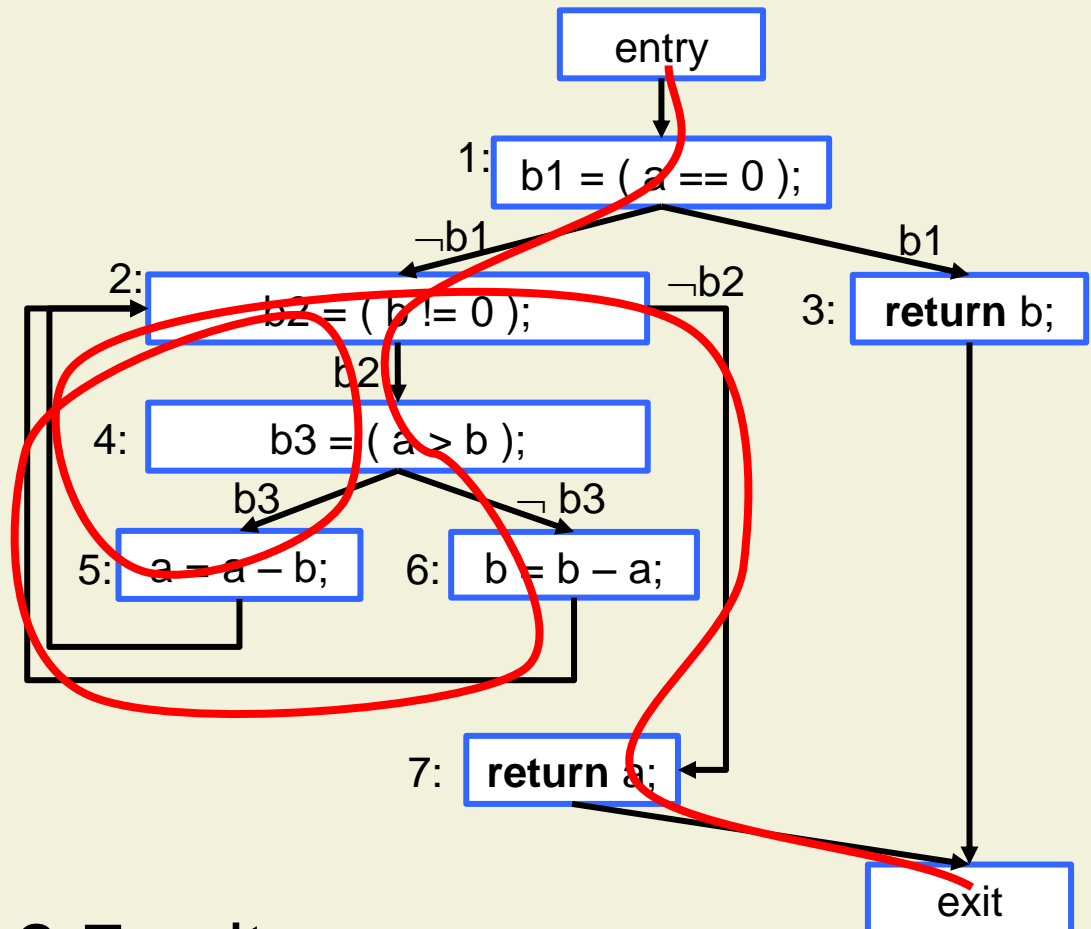 entry
1:
b1 = ( a == 0 );
¬b1
b1
2:
b2 = ( b != 0 );
¬b2
3:
return b;
b2
4:
b3 = ( a > b );
b3
¬ b3
5:
a = a – b;
6:
b = b – a;
7:
return a;
exit